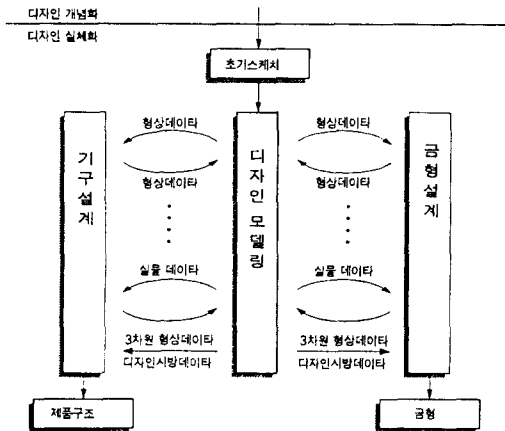 디자인 개념화
디자인 실체화
초기스케치
형상데이타
형상데이타
기구설계
디자인 모델링
금형설계
형상데이타
형상데이타
실물 데이타
실물 데이타
3차원 형상데이타
3차원 형상데이타
디자인시방데이타
디자인시방데이타
제품구조
금형